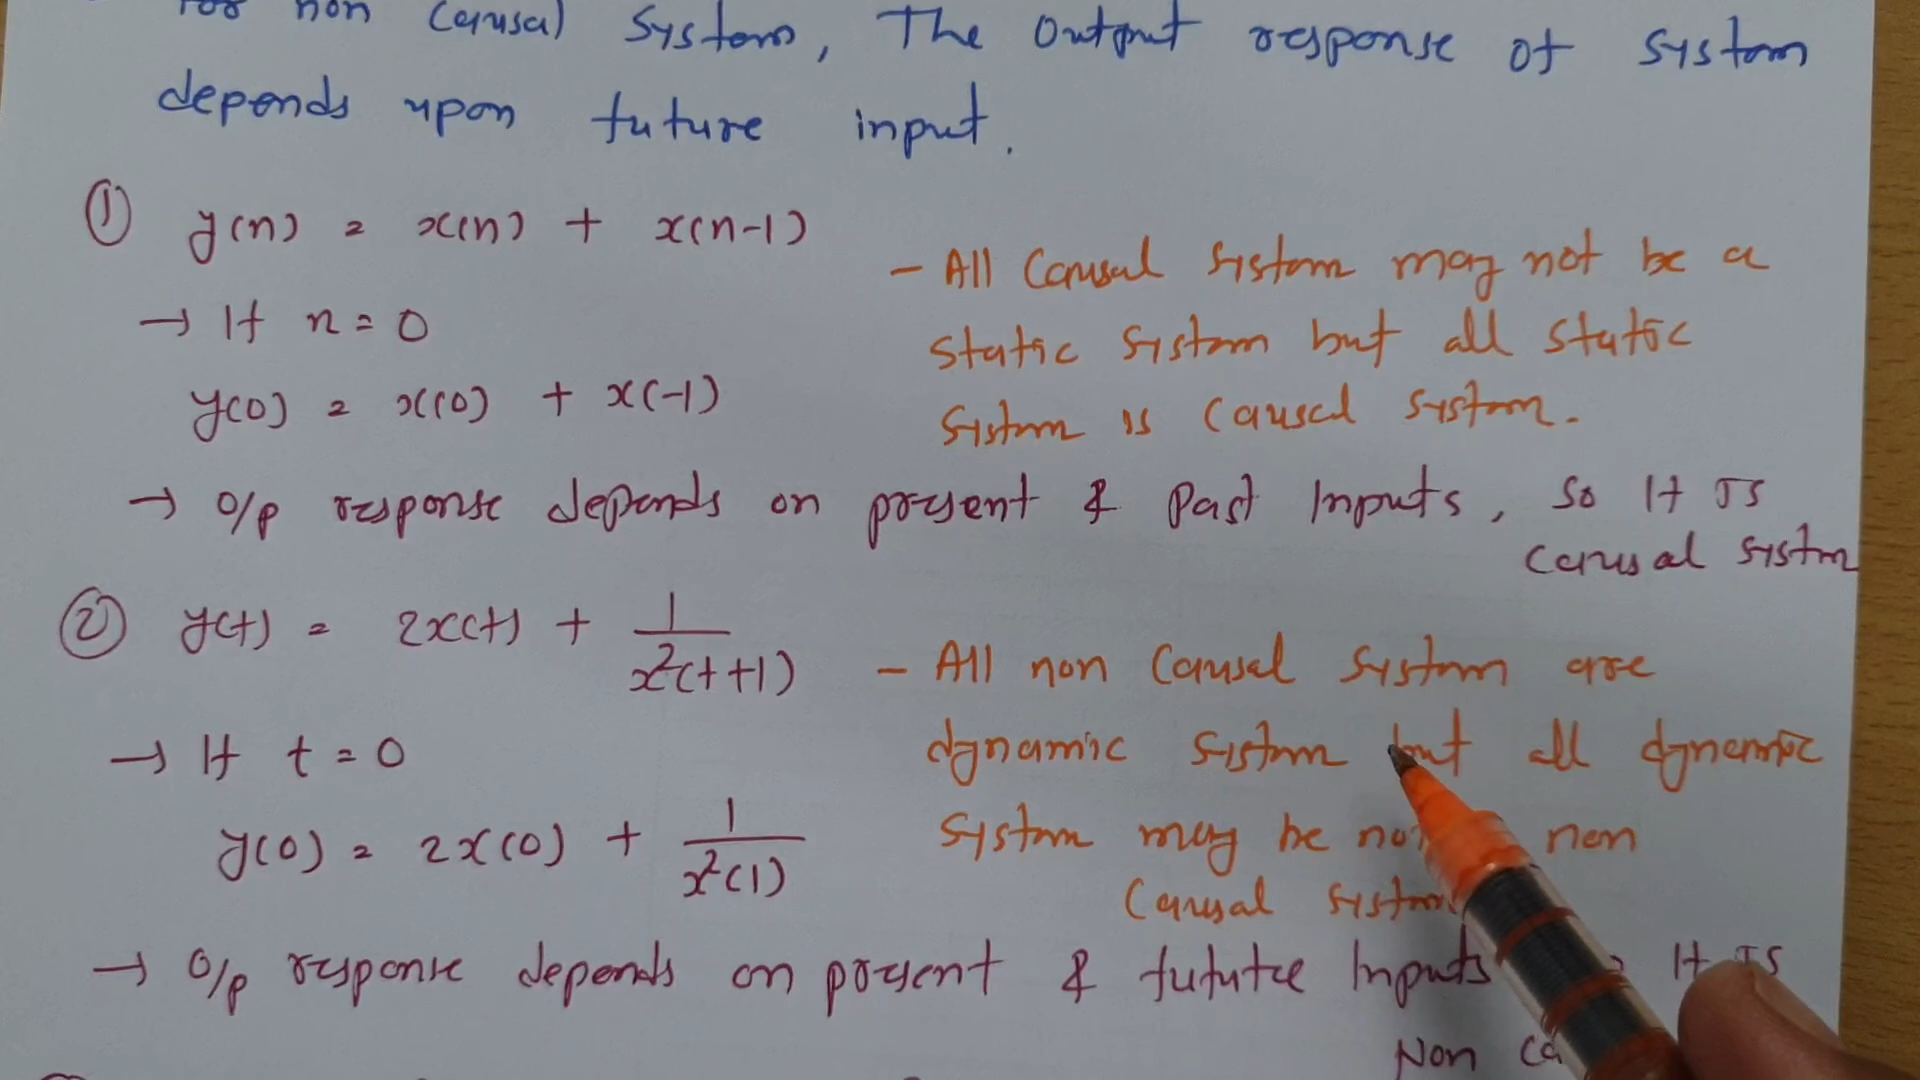 For non Causal System, The Output response of system
depends upon future input.
① y(n) = x(n) + x(n-1)
- All Causal System may not be a
→ If n = 0
static system but all static
y(0) = x(0) + x(-1)
system is causal system.
→ O/p response depends on present & Past Inputs, so It Is
causal system
② y(t) = 2x(t) + 1/x²(t+1)
- All non Causal System are
→ If t = 0
dynamic system but all dynamic
y(0) = 2x(0) + 1/x²(1)
System may be not non
Causal system
→ O/p response depends on present & future Inputs It Is
Non